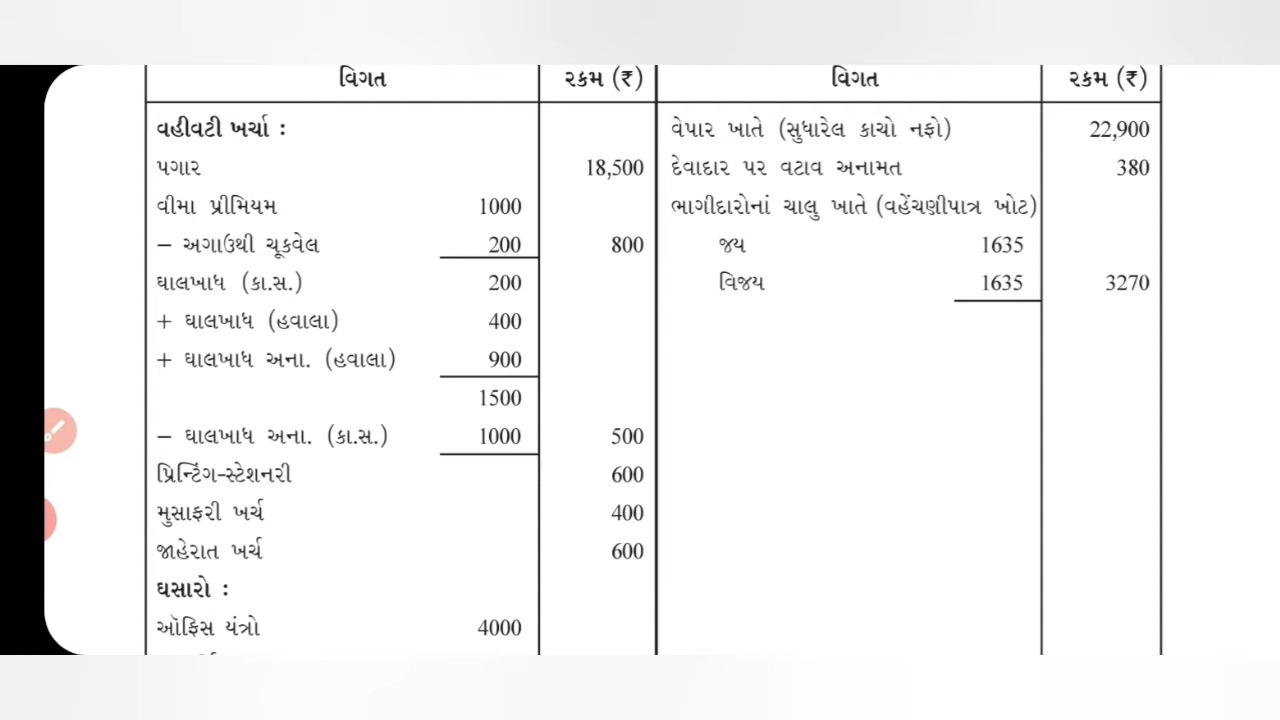 વિગત રકમ (₹) વિગત રકમ (₹)
વહીવટી ખર્ચા : વેપાર ખાતે (સુધારેલ કાચો નફો) 22,900
પગાર 18,500 દેવાદાર પર વટાવ અનામત 380
વીમા પ્રીમિયમ 1000 ભાગીદારોનાં ચાલુ ખાતે (વહેંચણીપાત્ર ખોટ)
– અગાઉથી ચૂકવેલ 200 800 જય 1635
ઘાલખાધ (કા.સ.) 200 વિજય 1635 3270
+ ઘાલખાધ (હવાલા) 400
+ ઘાલખાધ અના. (હવાલા) 900
1500
– ઘાલખાધ અના. (કા.સ.) 1000 500
પ્રિન્ટિંગ-સ્ટેશનરી 600
મુસાફરી ખર્ચ 400
જાહેરાત ખર્ચ 600
ઘસારો :
ઑફિસ યંત્રો 4000